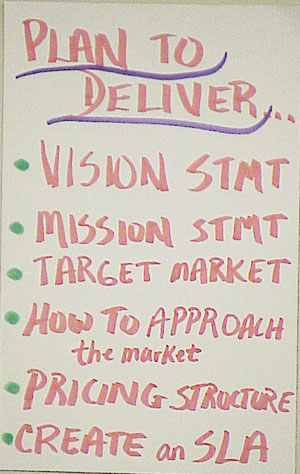 PLAN TO
DELIVER...
• VISION STMT
• MISSION STMT
• TARGET MARKET
• HOW TO APPROACH
the market
• PRICING STRUCTURE
• CREATE an SLA